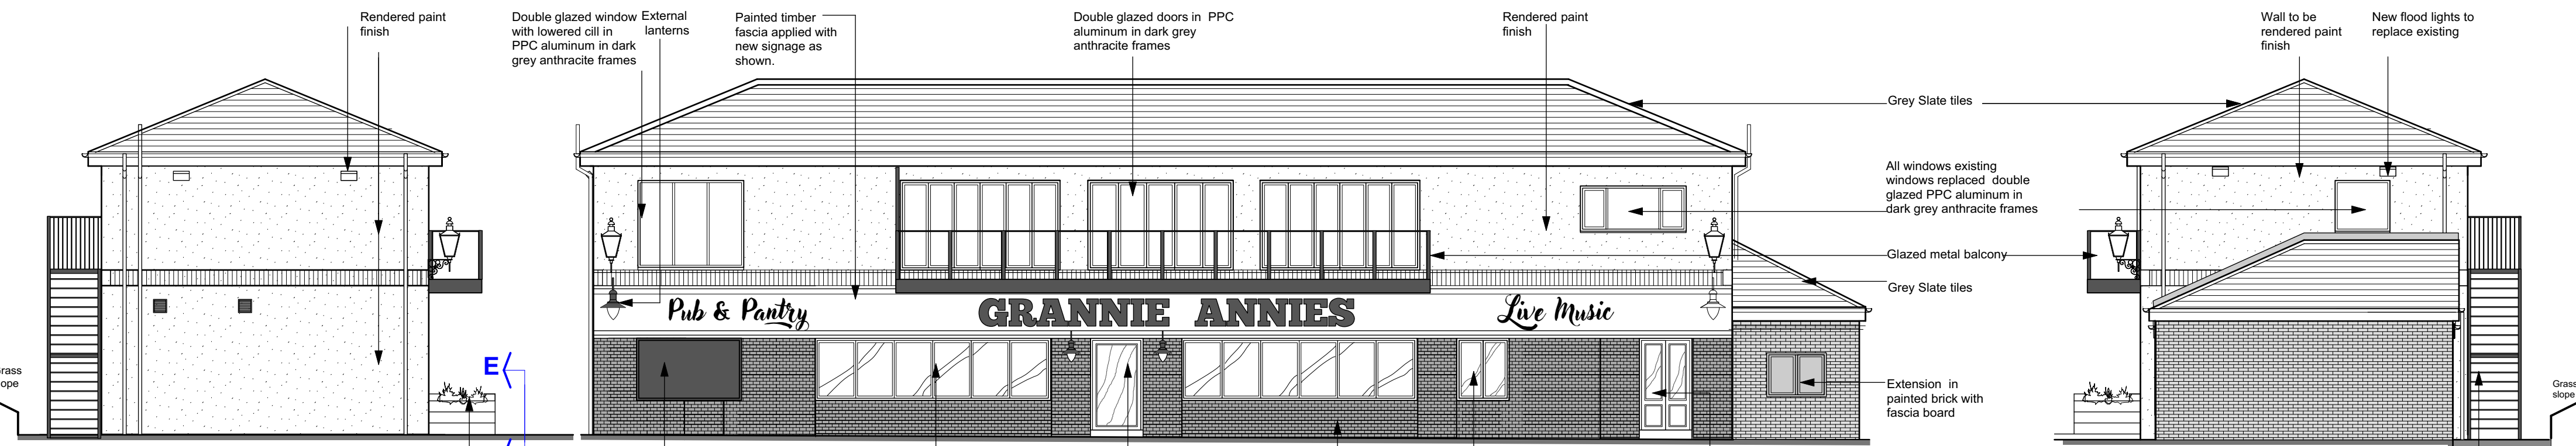 Rendered paint
finish
Double glazed window
with lowered cill in
PPC aluminum in dark
grey anthracite frames
External
lanterns
Painted timber
fascia applied with
new signage as
shown.
Double glazed doors in PPC
aluminum in dark grey
anthracite frames
Rendered paint
finish
Wall to be
rendered paint
finish
New flood lights to
replace existing
Grey Slate tiles
All windows existing
windows replaced double
glazed PPC aluminum in
dark grey anthracite frames
Glazed metal balcony
Grey Slate tiles
Pub & Pantry
GRANNIE ANNIES
Live Music
E
Extension in
painted brick with
fascia board
rass
ope
Grass
slope